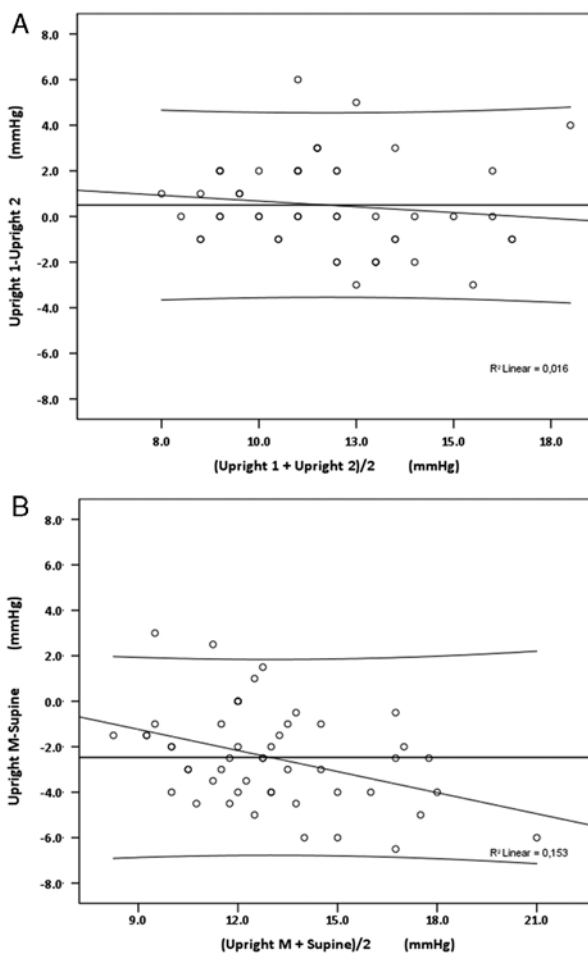 A
8.0
6.0
4.0
2.0
0.0
-2.0
-4.0
-6.0
-8.0
Upright 1-Upright 2 (mmHg)
R² Linear = 0,016
8.0 10.0 13.0 15.0 18.0
(Upright 1 + Upright 2)/2 (mmHg)
B
8.0
6.0
4.0
2.0
0.0
-2.0
-4.0
-6.0
-8.0
Upright M-Supine (mmHg)
R² Linear = 0,153
9.0 12.0 15.0 18.0 21.0
(Upright M + Supine)/2 (mmHg)